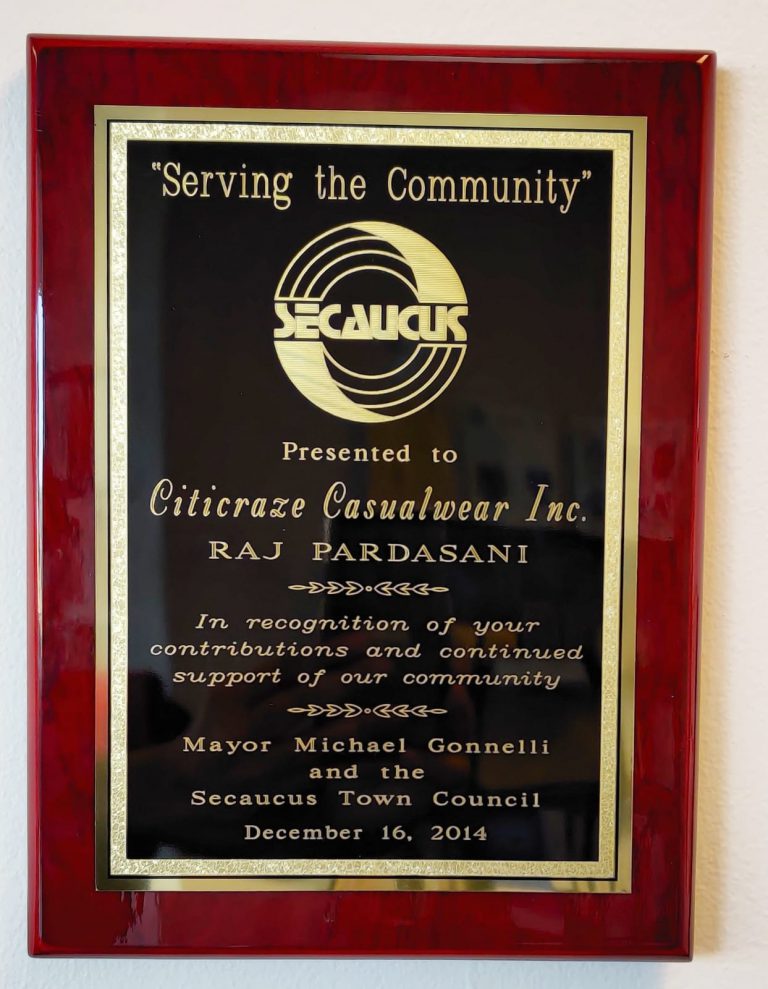 "Serving the Community"
SECAUCUS
Presented to
Citicraze Casualwear Inc.
RAJ PARDASANI
In recognition of your
contributions and continued
support of our community
Mayor Michael Gonnelli
and the
Secaucus Town Council
December 16, 2014